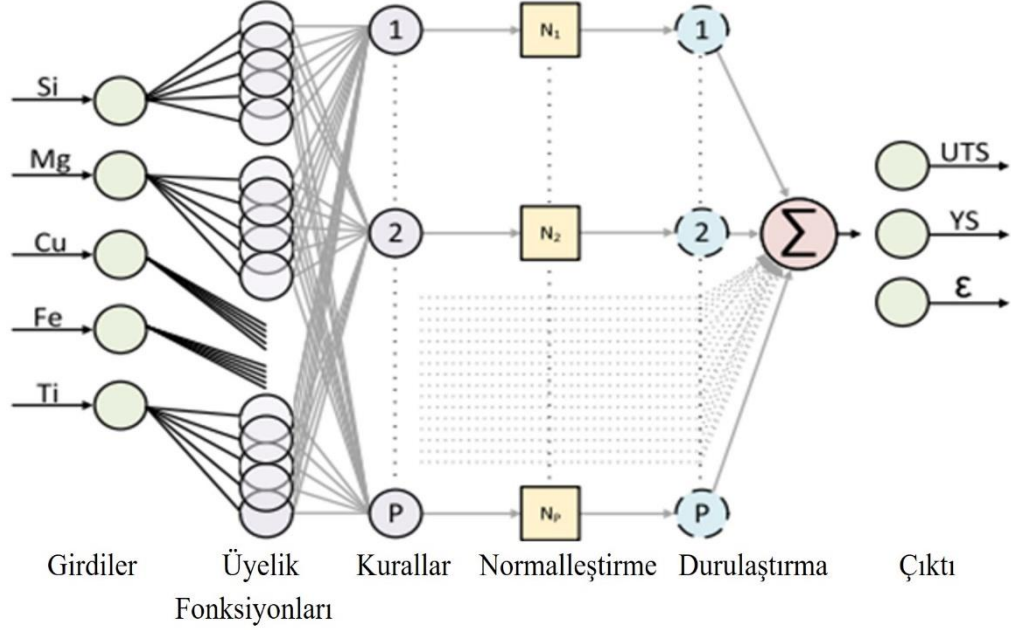 Si
Mg
Cu
Fe
Ti
1
2
P
N₁
N₂
Nₚ
1
2
P
Σ
UTS
YS
ε
Girdiler
Üyelik
Fonksiyonları
Kurallar
Normalleştirme
Durulaştırma
Çıktı